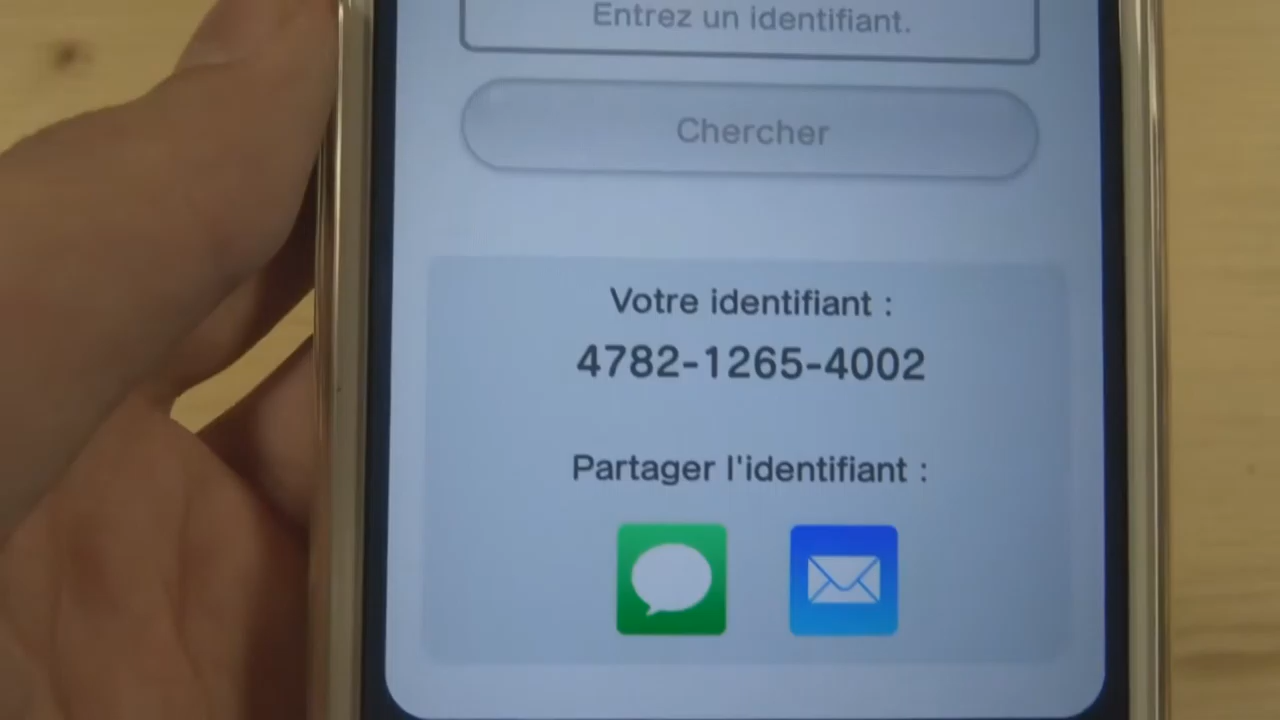 Entrez un identifiant.
Chercher
Votre identifiant :
4782-1265-4002
Partager l'identifiant :